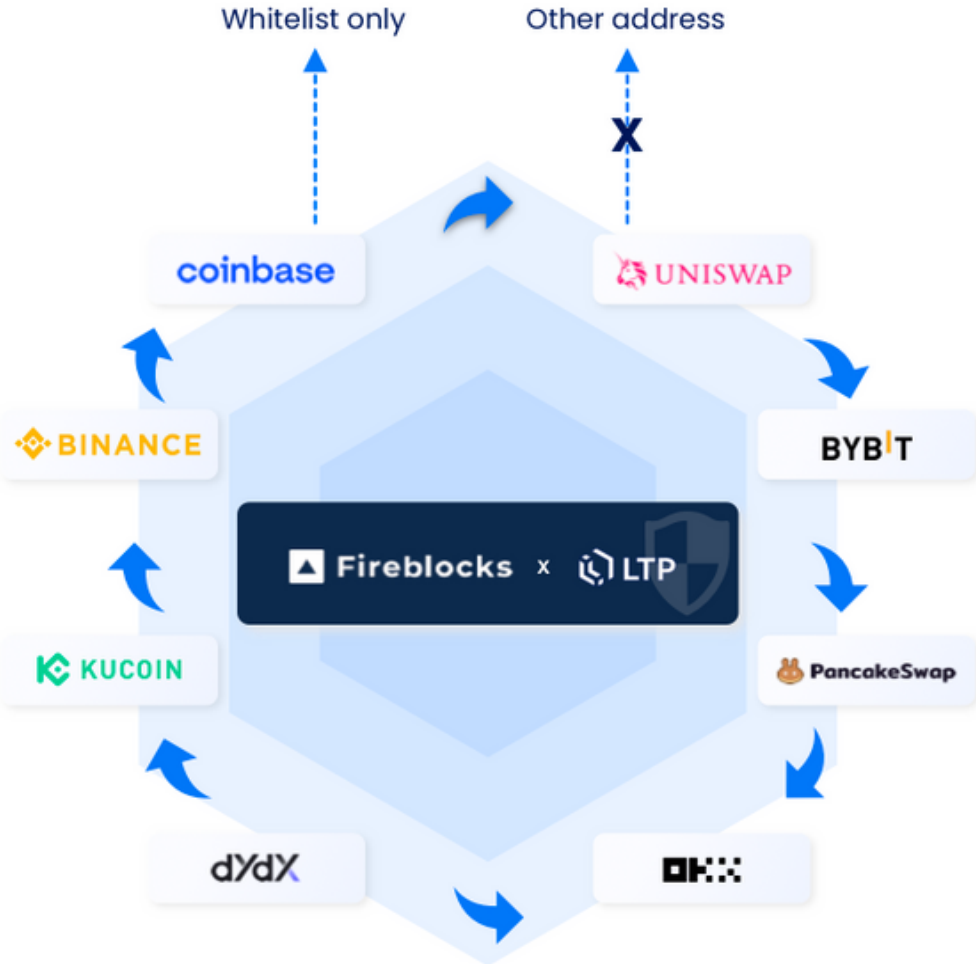 Whitelist only
Other address
X
coinbase
UNISWAP
BINANCE
BYBIT
Fireblocks x LTP
KUCOIN
PancakeSwap
dYdX
OKX